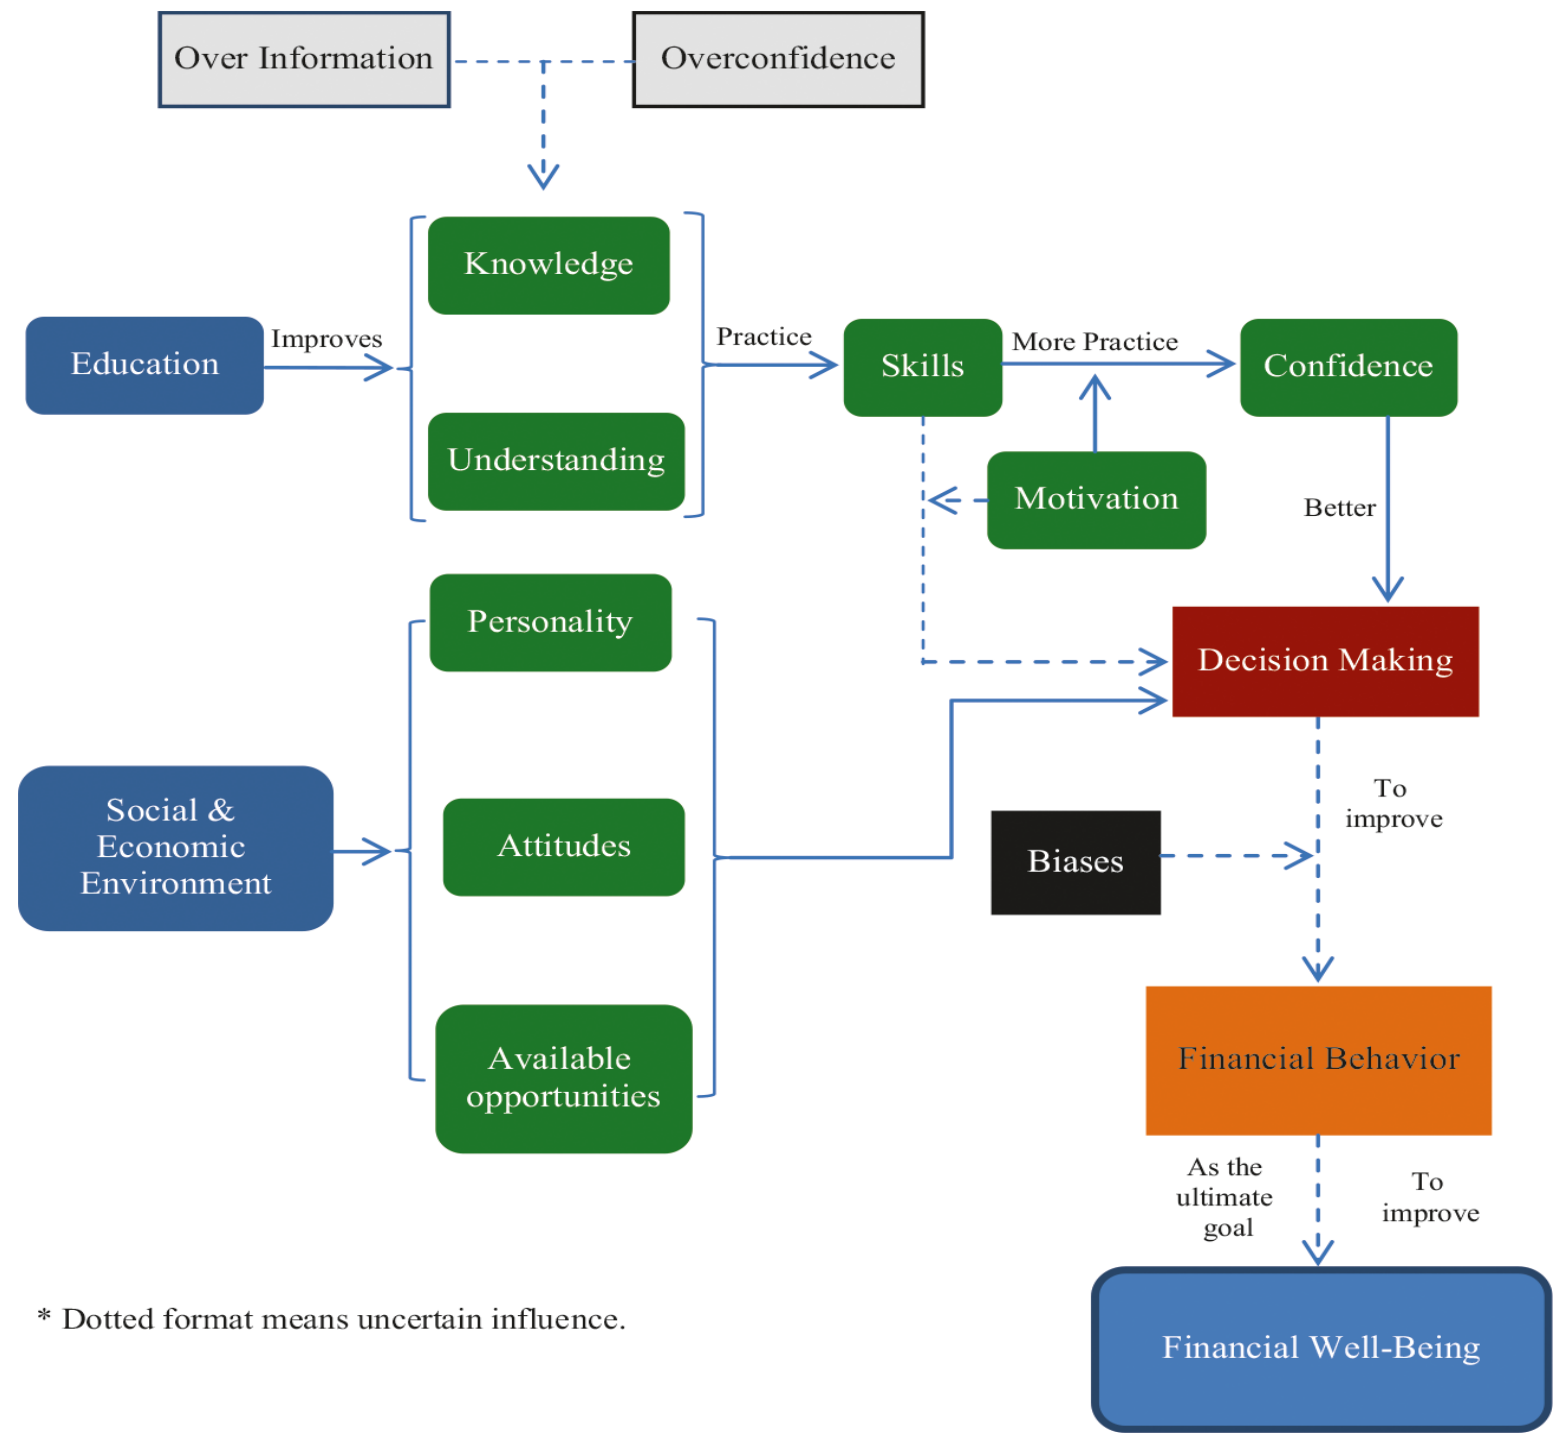 Over Information
Overconfidence
Knowledge
Education
Improves
Practice
Skills
More Practice
Confidence
Understanding
Motivation
Better
Personality
Decision Making
Social &
Economic
Environment
Attitudes
To
improve
Biases
Available
opportunities
Financial Behavior
As the
ultimate
goal
To
improve
* Dotted format means uncertain influence.
Financial Well-Being